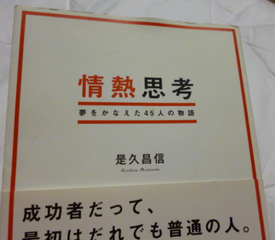 情熱思考
夢をかなえた45人の物語
是久昌信
成功者だって、
最初はだれでも普通の人。